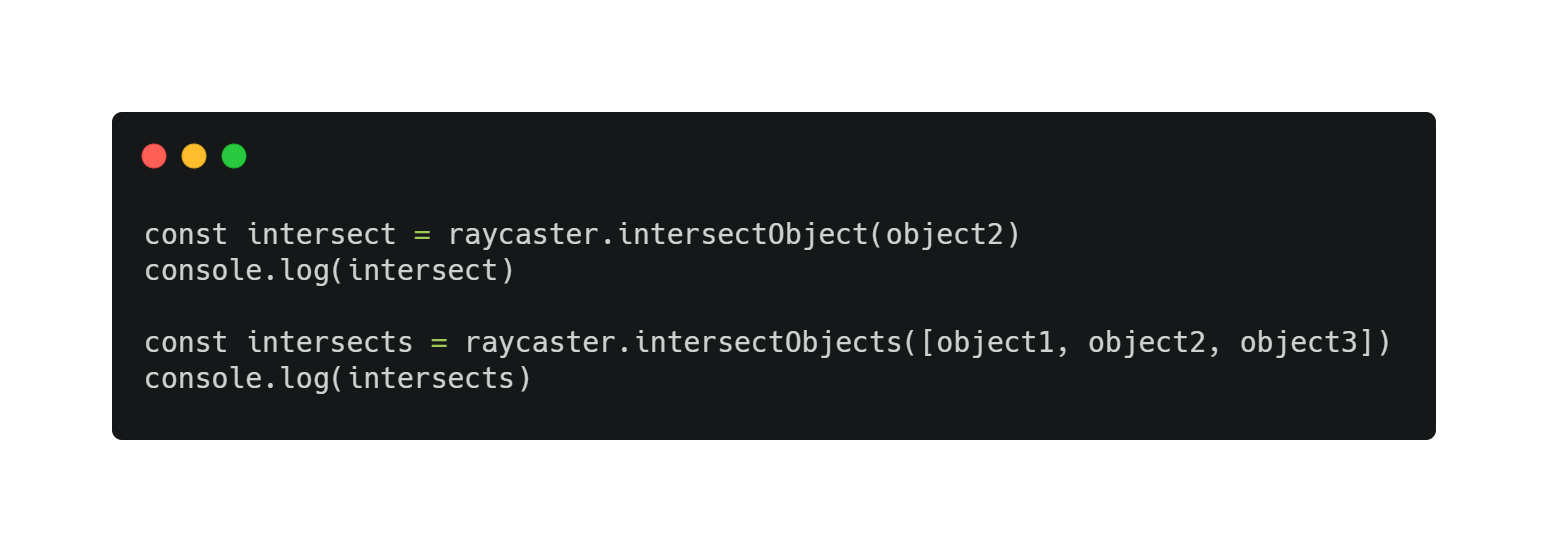 const intersect = raycaster.intersectObject(object2)
console.log(intersect)

const intersects = raycaster.intersectObjects([object1, object2, object3])
console.log(intersects)